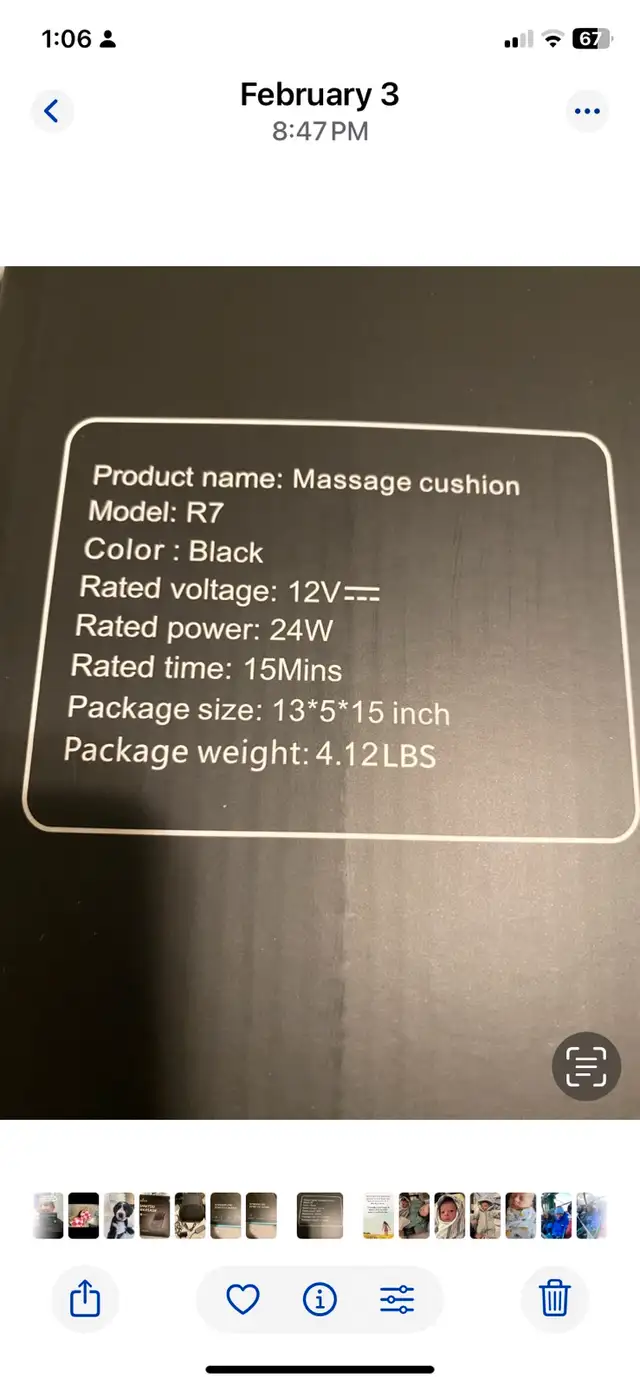 1:06
67
February 3
8:47 PM
Product name: Massage cushion
Model: R7
Color : Black
Rated voltage: 12V⎓
Rated power: 24W
Rated time: 15Mins
Package size: 13*5*15 inch
Package weight: 4.12LBS